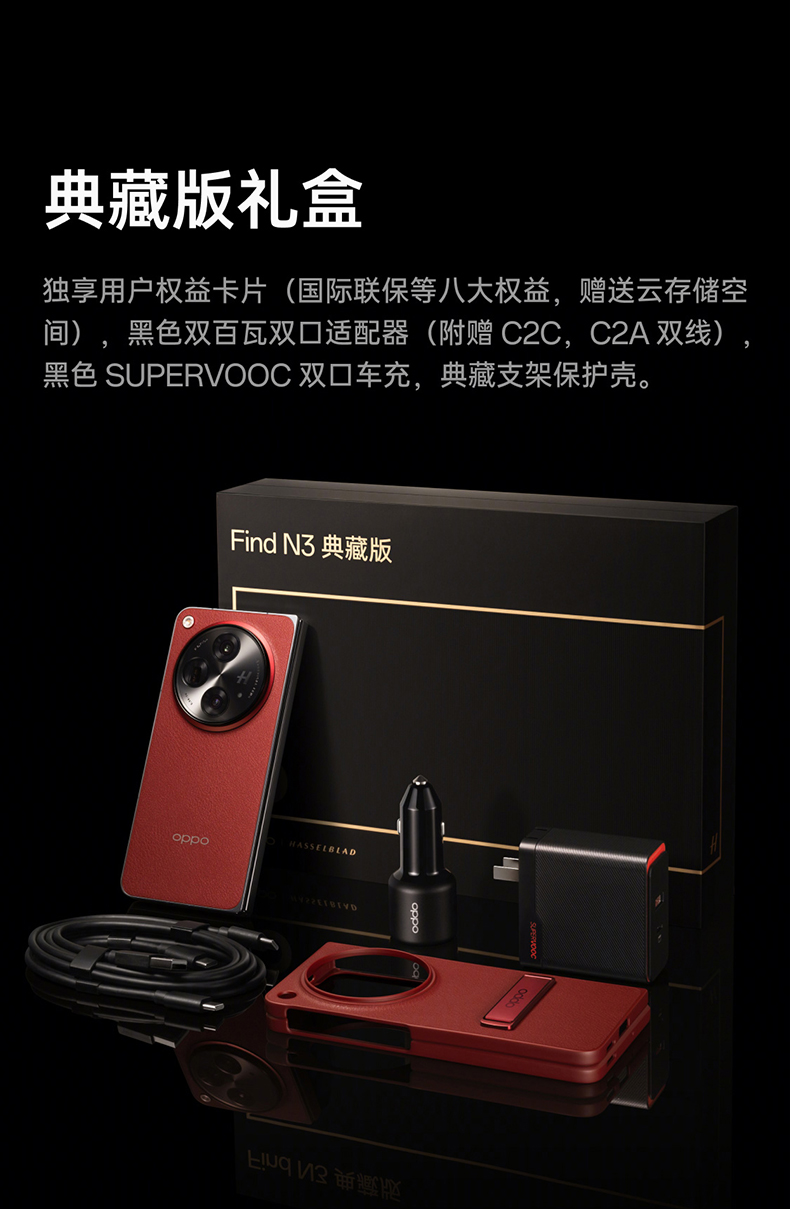 典藏版礼盒
独享用户权益卡片（国际联保等八大权益，赠送云存储空
间），黑色双百瓦双口适配器（附赠 C2C，C2A 双线），
黑色 SUPERVOOC 双口车充，典藏支架保护壳。
Find N3 典藏版
oppo
HASSELBLAD
oppo
SUPERVOOC
oppo